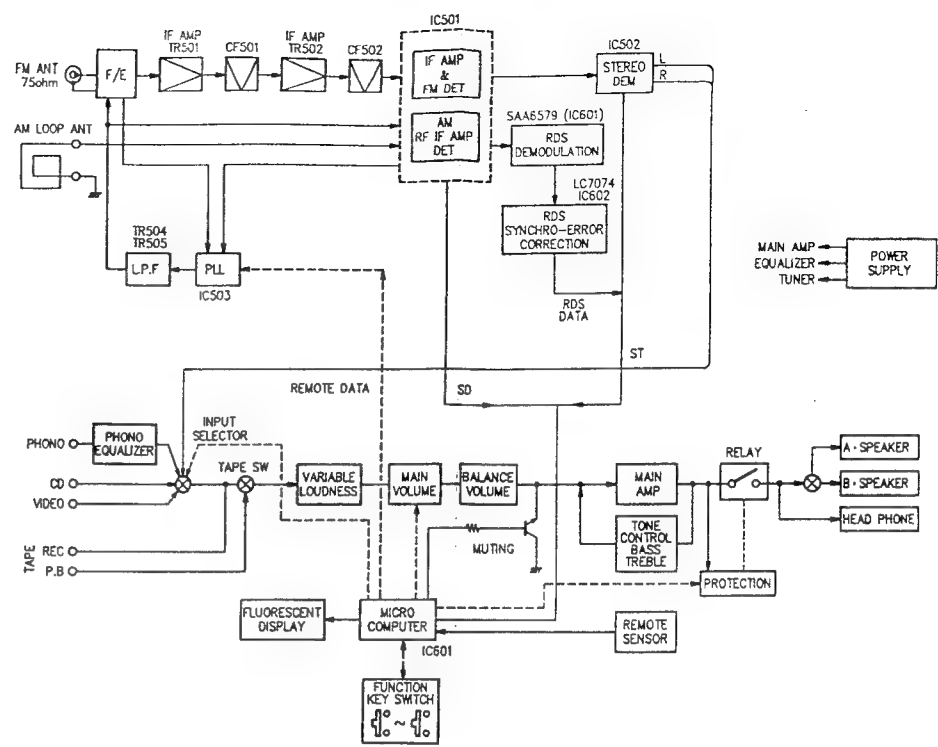 IC501
IF AMP
TR501
CF501
IF AMP
TR502
CF502
IC502
FM ANT
75ohm
F/E
IF AMP
&
FM DET
STEREO
DEM
L
R
AM LOOP ANT
AM
RF IF AMP
DET
SAA6579 (IC601)
RDS
DEMODULATION
LC7074
IC602
RDS
SYNCHRO-ERROR
CORRECTION
TR504
TR505
L.P.F
PLL
IC503
RDS
DATA
MAIN AMP
EQUALIZER
TUNER
POWER
SUPPLY
ST
REMOTE DATA
SD
INPUT
SELECTOR
PHONO
PHONO
EQUALIZER
TAPE SW
CD
VIDEO
VARIABLE
LOUDNESS
MAIN
VOLUME
BALANCE
VOLUME
MAIN
AMP
RELAY
A·SPEAKER
B·SPEAKER
HEAD PHONE
MUTING
TONE
CONTROL
BASS
TREBLE
TAPE
REC
P.B
PROTECTION
FLUORESCENT
DISPLAY
MICRO
COMPUTER
IC601
REMOTE
SENSOR
FUNCTION
KEY SWITCH
~